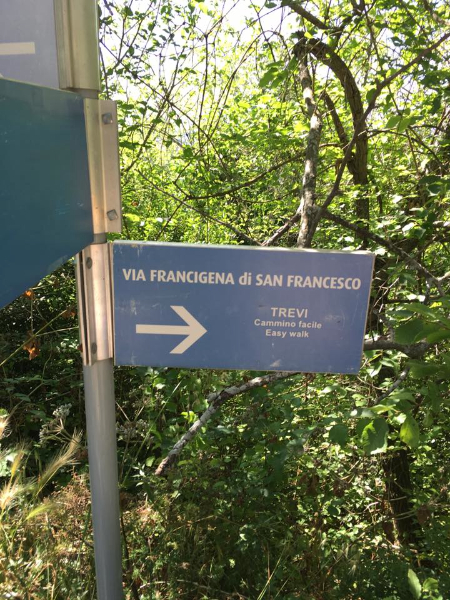 VIA FRANCIGENA di SAN FRANCESCO
TREVI
Cammino facile
Easy walk